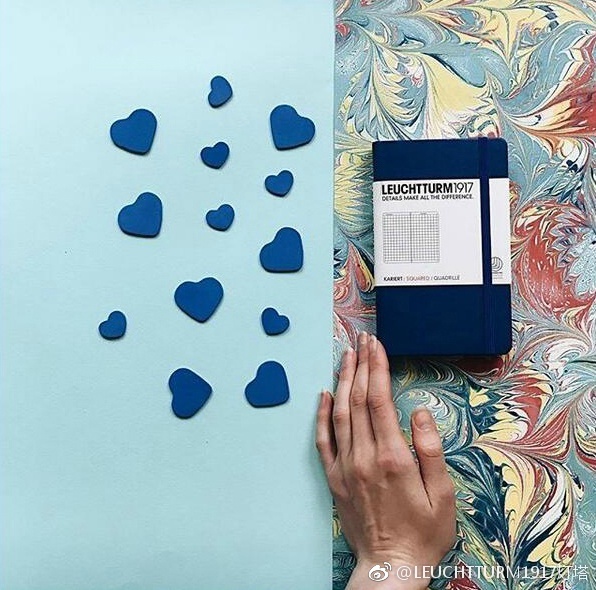 LEUCHTTURM1917
DETAILS MAKE ALL THE DIFFERENCE.
KARIERT / SQUARED / QUADRILLE
@LEUCHTTURM1917灯塔